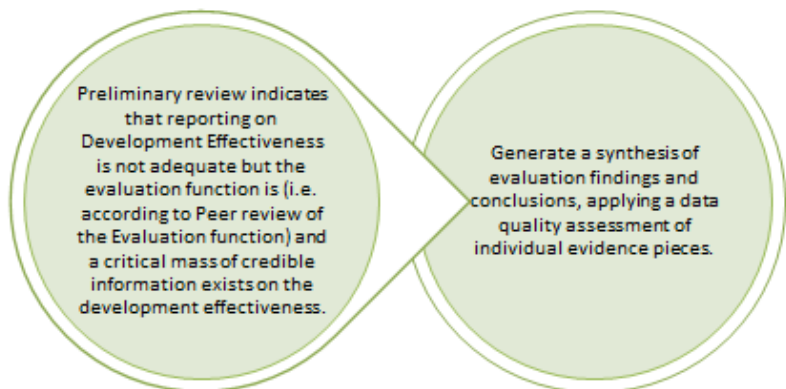 Preliminary review indicates
that reporting on
Development Effectiveness
is not adequate but the
evaluation function is (i.e.
according to Peer review of
the Evaluation function) and
a critical mass of credible
information exists on the
development effectiveness.
Generate a synthesis of
evaluation findings and
conclusions, applying a data
quality assessment of
individual evidence pieces.